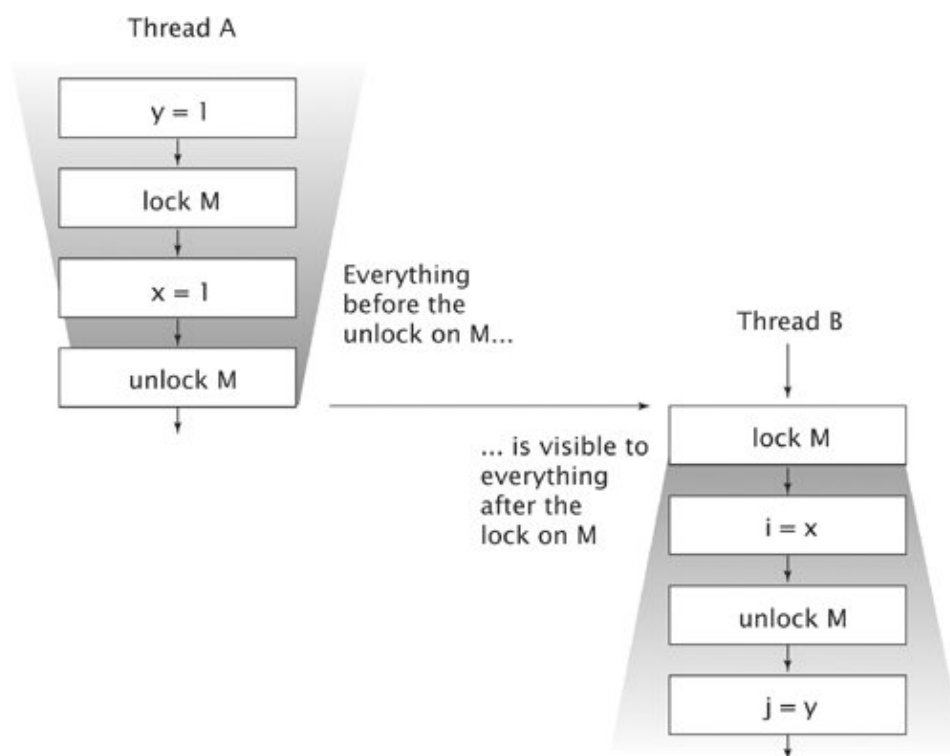 Thread A
y = 1
lock M
x = 1
unlock M
Everything
before the
unlock on M...
Thread B
... is visible to
everything
after the
lock on M
lock M
i = x
unlock M
j = y